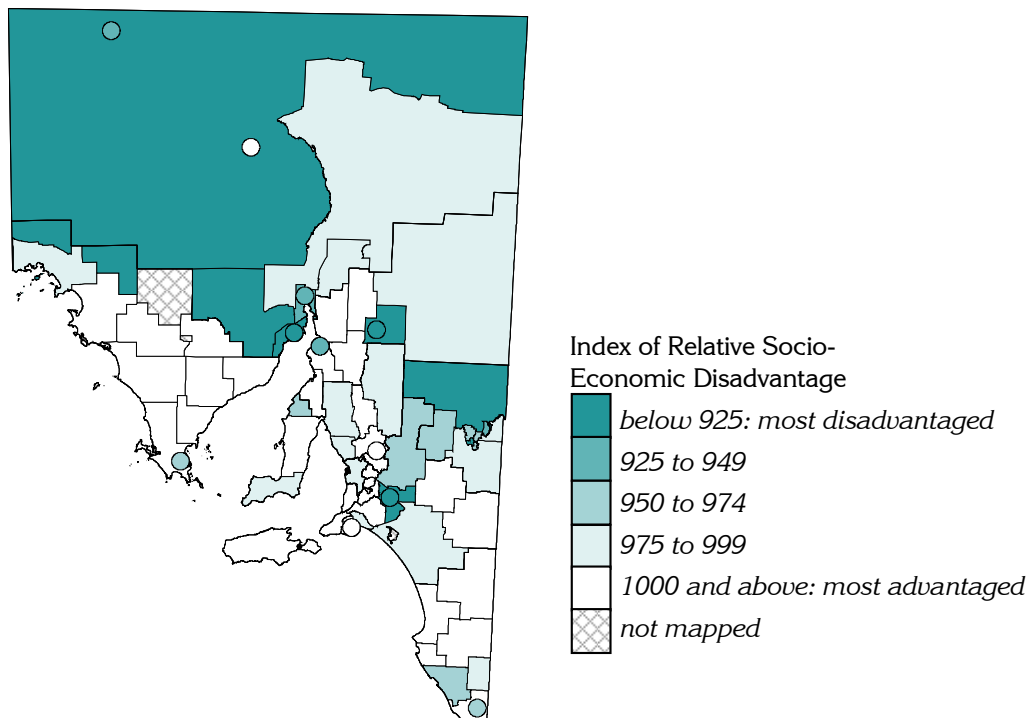 Index of Relative Socio-
Economic Disadvantage
below 925: most disadvantaged
925 to 949
950 to 974
975 to 999
1000 and above: most advantaged
not mapped